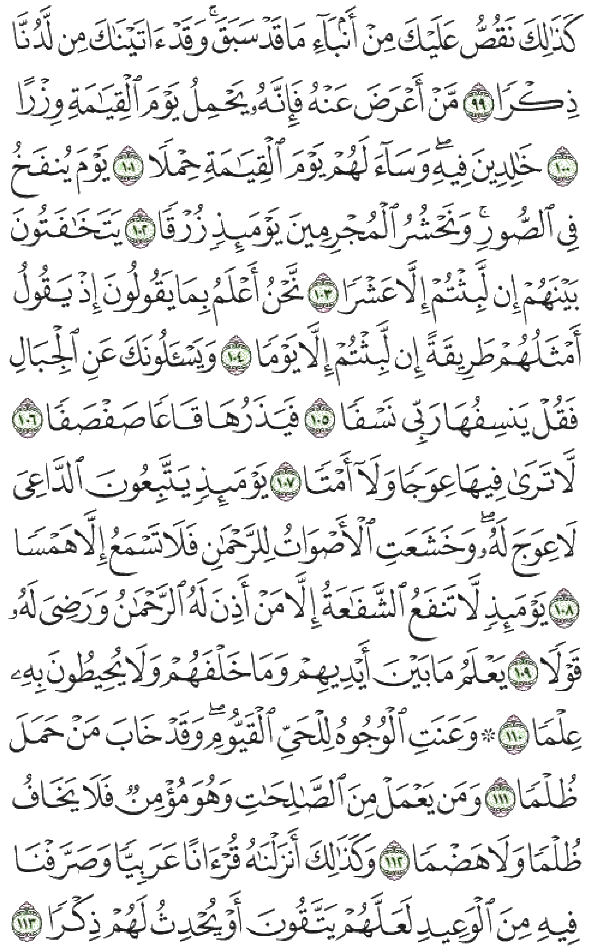 كَذَٰلِكَ نَقُصُّ عَلَيْكَ مِنْ أَنۢبَآءِ مَا قَدْ سَبَقَ ۚ وَقَدْ ءَاتَيْنَٰكَ مِن لَّدُنَّا
ذِكْرًا ٩٩ مَّنْ أَعْرَضَ عَنْهُ فَإِنَّهُۥ يَحْمِلُ يَوْمَ ٱلْقِيَٰمَةِ وِزْرًا
١٠٠ خَٰلِدِينَ فِيهِ ۖ وَسَآءَ لَهُمْ يَوْمَ ٱلْقِيَٰمَةِ حِمْلًا ١٠١ يَوْمَ يُنفَخُ
فِى ٱلصُّورِ ۚ وَنَحْشُرُ ٱلْمُجْرِمِينَ يَوْمَئِذٍ زُرْقًا ١٠٢ يَتَخَٰفَتُونَ
بَيْنَهُمْ إِن لَّبِثْتُمْ إِلَّا عَشْرًا ١٠٣ نَّحْنُ أَعْلَمُ بِمَا يَقُولُونَ إِذْ يَقُولُ
أَمْثَلُهُمْ طَرِيقَةً إِن لَّبِثْتُمْ إِلَّا يَوْمًا ١٠٤ وَيَسْـَٔلُونَكَ عَنِ ٱلْجِبَالِ
فَقُلْ يَنسِفُهَا رَبِّى نَسْفًا ١٠٥ فَيَذَرُهَا قَاعًا صَفْصَفًا ١٠٦
لَّا تَرَىٰ فِيهَا عِوَجًا وَلَآ أَمْتًا ١٠٧ يَوْمَئِذٍ يَتَّبِعُونَ ٱلدَّاعِىَ
لَا عِوَجَ لَهُۥ ۖ وَخَشَعَتِ ٱلْأَصْوَاتُ لِلرَّحْمَٰنِ فَلَا تَسْمَعُ إِلَّا هَمْسًا
١٠٨ يَوْمَئِذٍ لَّا تَنفَعُ ٱلشَّفَٰعَةُ إِلَّا مَنْ أَذِنَ لَهُ ٱلرَّحْمَٰنُ وَرَضِىَ لَهُۥ
قَوْلًا ١٠٩ يَعْلَمُ مَا بَيْنَ أَيْدِيهِمْ وَمَا خَلْفَهُمْ وَلَا يُحِيطُونَ بِهِۦ
عِلْمًا ١١٠ ۞ وَعَنَتِ ٱلْوُجُوهُ لِلْحَىِّ ٱلْقَيُّومِ ۖ وَقَدْ خَابَ مَنْ حَمَلَ
ظُلْمًا ١١١ وَمَن يَعْمَلْ مِنَ ٱلصَّٰلِحَٰتِ وَهُوَ مُؤْمِنٌ فَلَا يَخَافُ
ظُلْمًا وَلَا هَضْمًا ١١٢ وَكَذَٰلِكَ أَنزَلْنَٰهُ قُرْءَانًا عَرَبِيًّا وَصَرَّفْنَا
فِيهِ مِنَ ٱلْوَعِيدِ لَعَلَّهُمْ يَتَّقُونَ أَوْ يُحْدِثُ لَهُمْ ذِكْرًا ١١٣